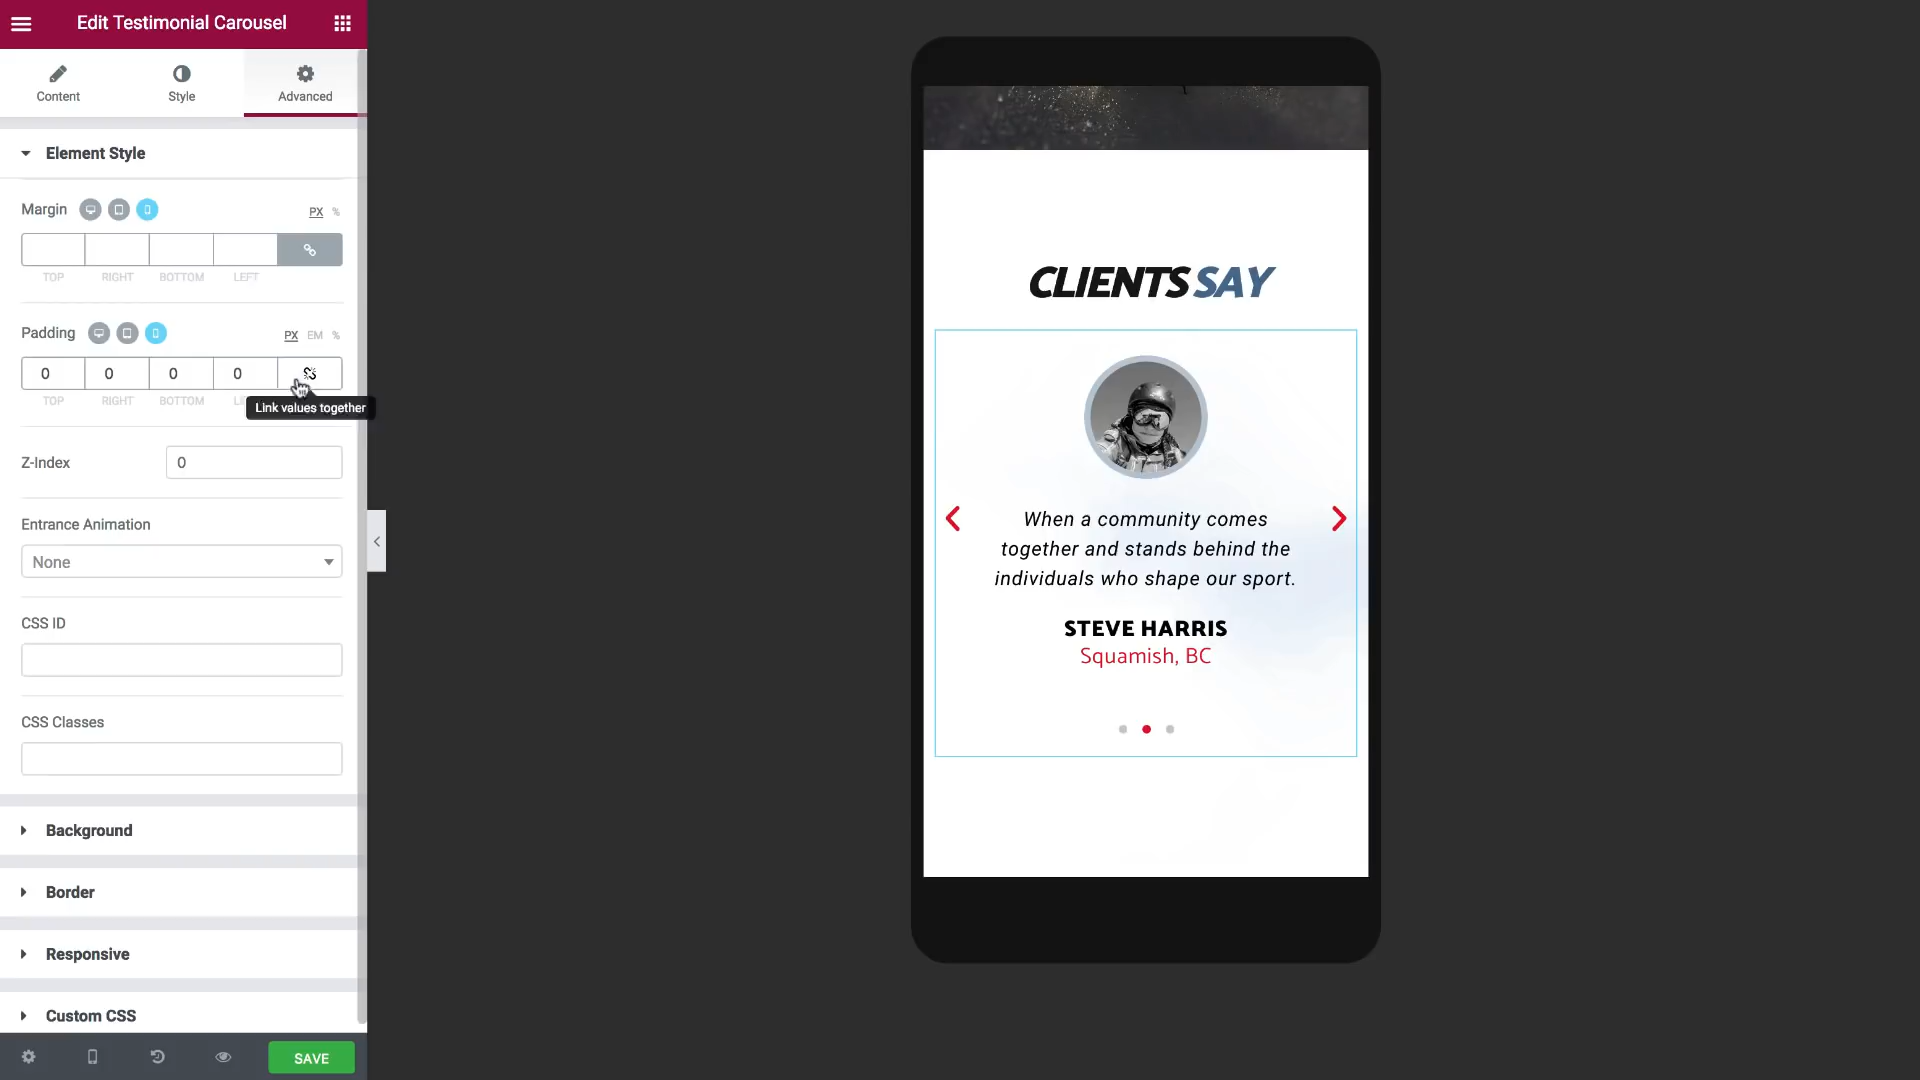 Edit Testimonial Carousel
Content
Style
Advanced
Element Style
Margin
PX %
TOP RIGHT BOTTOM LEFT
Padding
PX EM %
0 0 0 0
TOP RIGHT BOTTOM
Link values together
Z-Index
0
Entrance Animation
None
CSS ID
CSS Classes
Background
Border
Responsive
Custom CSS
SAVE
CLIENTS SAY
When a community comes
together and stands behind the
individuals who shape our sport.
STEVE HARRIS
Squamish, BC